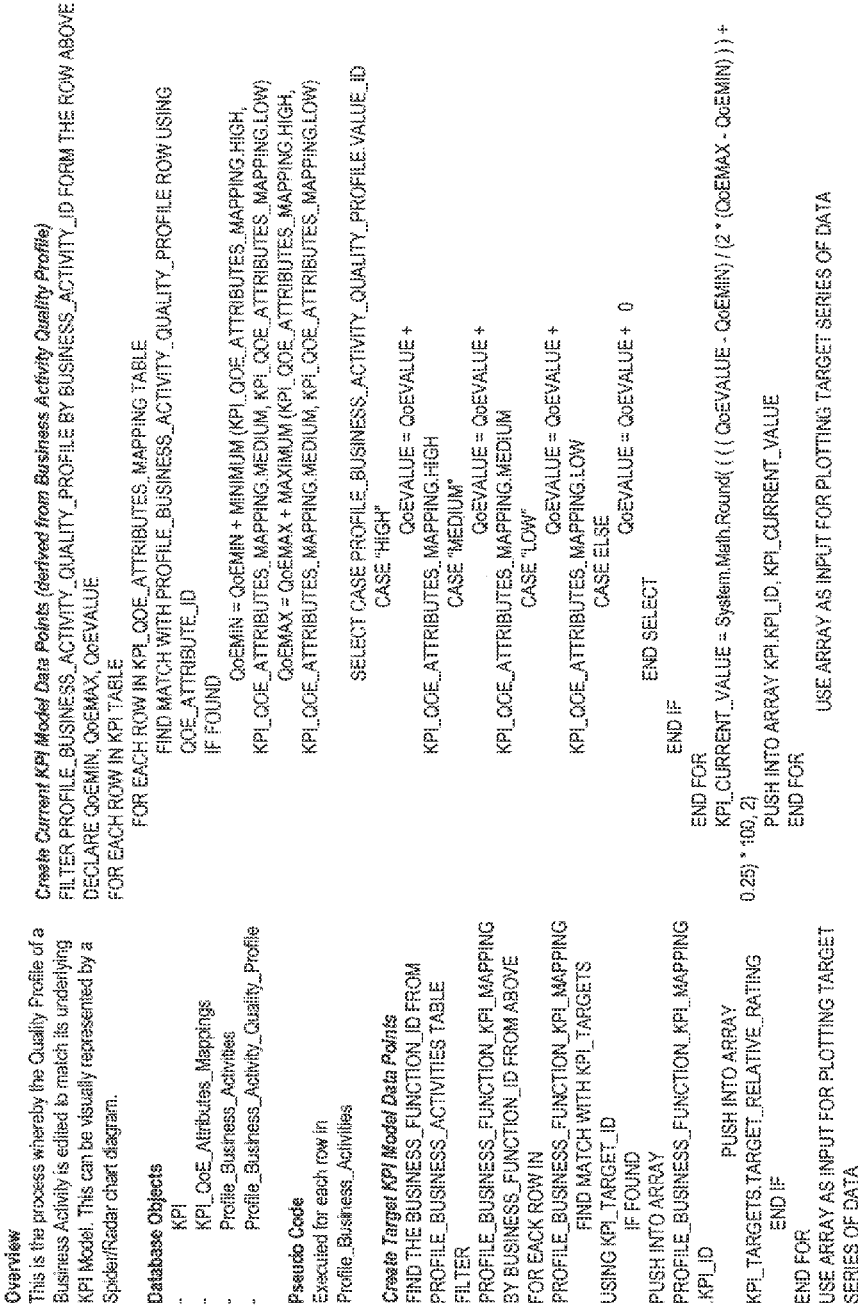 Overview
This is the process whereby the Quality Profile of a
Business Activity is edited to match its underlying
KPI Model. This can be visually represented by a
Spider/Radar chart diagram.
Database Objects
- KPI
- KPI_QoE_Attributes_Mappings
- Profile_Business_Activities
- Profile_Business_Activity_Quality_Profile
Pseudo Code
Executed for each row in
Profile_Business_Activities
Create Target KPI Model Data Points
FIND THE BUSINESS_FUNCTION_ID FROM
PROFILE_BUSINESS_ACTIVITIES TABLE
FILTER
PROFILE_BUSINESS_FUNCTION_KPI_MAPPING
BY BUSINESS_FUNCTION_ID FROM ABOVE
FOR EACK ROW IN
PROFILE_BUSINESS_FUNCTION_KPI_MAPPING
FIND MATCH WITH KPI_TARGETS
USING KPI_TARGET_ID
IF FOUND
PUSH INTO ARRAY
PROFILE_BUSINESS_FUNCTION_KPI_MAPPING
.KPI_ID
PUSH INTO ARRAY
KPI_TARGETS.TARGET_RELATIVE_RATING
END IF
END FOR
USE ARRAY AS INPUT FOR PLOTTING TARGET
SERIES OF DATA
Create Current KPI Model Data Points (derived from Business Activity Quality Profile)
FILTER PROFILE_BUSINESS_ACTIVITY_QUALITY_PROFILE BY BUSINESS_ACTIVITY_ID FORM THE ROW ABOVE
DECLARE QoEMIN, QoEMAX, QoEVALUE
FOR EACH ROW IN KPI TABLE
FOR EACH ROW IN KPI_QOE_ATTRIBUTES_MAPPING TABLE
FIND MATCH WITH PROFILE_BUSINESS_ACTIVITY_QUALITY_PROFILE ROW USING
QOE_ATTRIBUTE_ID
IF FOUND
QoEMIN = QoEMIN + MINIMUM (KPI_QOE_ATTRIBUTES_MAPPING.HIGH,
KPI_QOE_ATTRIBUTES_MAPPING.MEDIUM, KPI_QOE_ATTRIBUTES_MAPPING.LOW)
QoEMAX = QoEMAX + MAXIMUM (KPI_QOE_ATTRIBUTES_MAPPING.HIGH,
KPI_QOE_ATTRIBUTES_MAPPING.MEDIUM, KPI_QOE_ATTRIBUTES_MAPPING.LOW)
SELECT CASE PROFILE_BUSINESS_ACTIVITY_QUALITY_PROFILE.VALUE_ID
CASE "HIGH"
QoEVALUE = QoEVALUE +
KPI_QOE_ATTRIBUTES_MAPPING.HIGH
CASE "MEDIUM"
QoEVALUE = QoEVALUE +
KPI_QOE_ATTRIBUTES_MAPPING.MEDIUM
CASE "LOW"
QoEVALUE = QoEVALUE +
KPI_QOE_ATTRIBUTES_MAPPING.LOW
CASE ELSE
QoEVALUE = QoEVALUE + 0
END SELECT
END IF
END FOR
KPI_CURRENT_VALUE = System.Math.Round( ( ( ( QoEVALUE - QoEMIN) / (2 * (QoEMAX - QoEMIN) ) ) +
0.25) * 100, 2)
PUSH INTO ARRAY KPI.KPI_ID, KPI_CURRENT_VALUE
END FOR
USE ARRAY AS INPUT FOR PLOTTING TARGET SERIES OF DATA